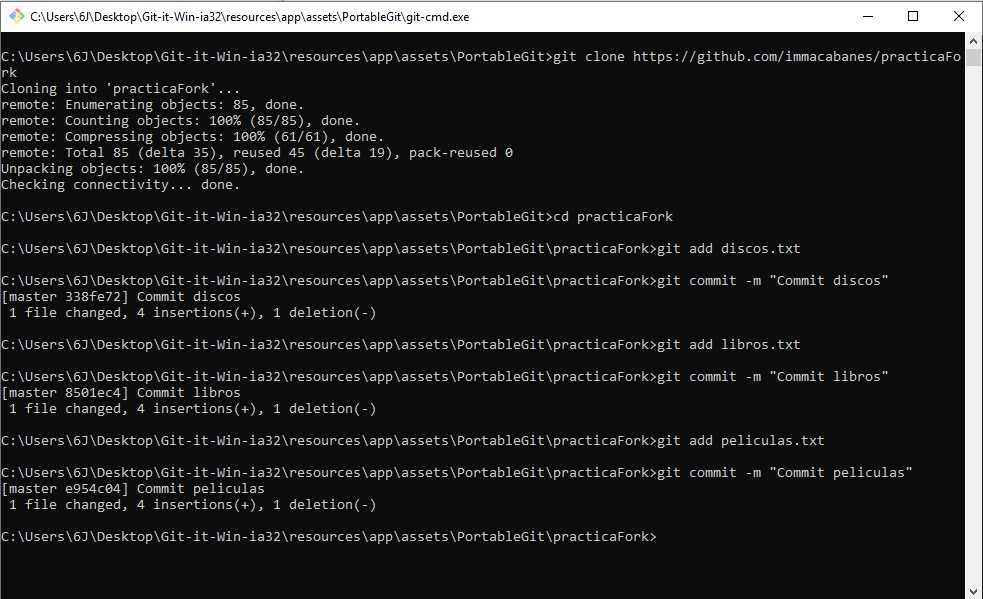 C:\Users\6J\Desktop\Git-it-Win-ia32\resources\app\assets\PortableGit\git-cmd.exe
C:\Users\6J\Desktop\Git-it-Win-ia32\resources\app\assets\PortableGit>git clone https://github.com/immacabanes/practicaFo
rk
Cloning into 'practicaFork'...
remote: Enumerating objects: 85, done.
remote: Counting objects: 100% (85/85), done.
remote: Compressing objects: 100% (61/61), done.
remote: Total 85 (delta 35), reused 45 (delta 19), pack-reused 0
Unpacking objects: 100% (85/85), done.
Checking connectivity... done.
C:\Users\6J\Desktop\Git-it-Win-ia32\resources\app\assets\PortableGit>cd practicaFork
C:\Users\6J\Desktop\Git-it-Win-ia32\resources\app\assets\PortableGit\practicaFork>git add discos.txt
C:\Users\6J\Desktop\Git-it-Win-ia32\resources\app\assets\PortableGit\practicaFork>git commit -m "Commit discos"
[master 338fe72] Commit discos
 1 file changed, 4 insertions(+), 1 deletion(-)
C:\Users\6J\Desktop\Git-it-Win-ia32\resources\app\assets\PortableGit\practicaFork>git add libros.txt
C:\Users\6J\Desktop\Git-it-Win-ia32\resources\app\assets\PortableGit\practicaFork>git commit -m "Commit libros"
[master 8501ec4] Commit libros
 1 file changed, 4 insertions(+), 1 deletion(-)
C:\Users\6J\Desktop\Git-it-Win-ia32\resources\app\assets\PortableGit\practicaFork>git add peliculas.txt
C:\Users\6J\Desktop\Git-it-Win-ia32\resources\app\assets\PortableGit\practicaFork>git commit -m "Commit peliculas"
[master e954c04] Commit peliculas
 1 file changed, 4 insertions(+), 1 deletion(-)
C:\Users\6J\Desktop\Git-it-Win-ia32\resources\app\assets\PortableGit\practicaFork>